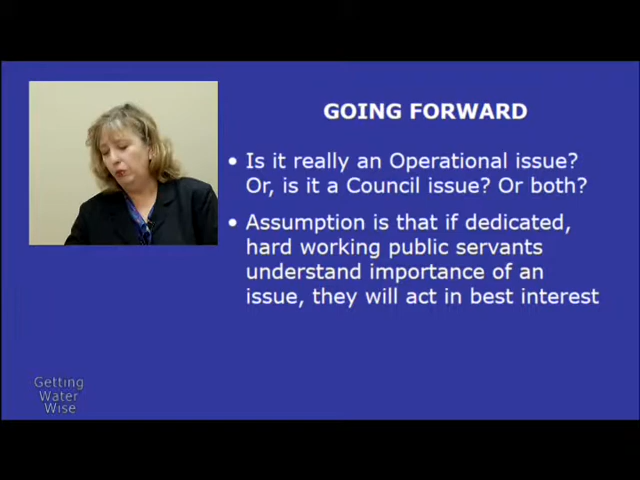 GOING FORWARD
• Is it really an Operational issue?
Or, is it a Council issue? Or both?
• Assumption is that if dedicated,
hard working public servants
understand importance of an
issue, they will act in best interest
Getting
Water
Wise